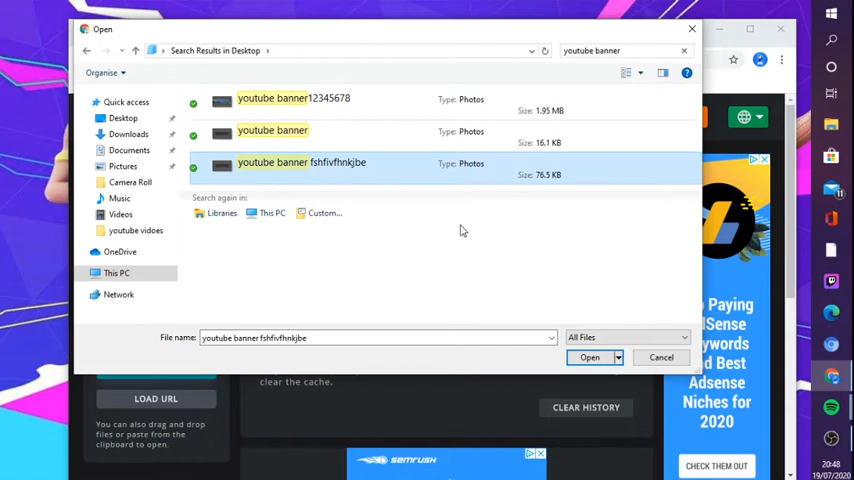 Open
Search Results in Desktop
youtube banner
Organise
Quick access
Desktop
Downloads
Documents
Pictures
Camera Roll
Music
Videos
youtube videos
OneDrive
This PC
Network
youtube banner12345678
Type: Photos
Size: 1.95 MB
youtube banner
Type: Photos
Size: 16.1 KB
youtube banner fshfivfhnkjbe
Type: Photos
Size: 76.5 KB
Search again in:
Libraries
This PC
Custom...
File name:
youtube banner fshfivfhnkjbe
All Files
Open
Cancel
LOAD URL
You can also drag and drop
files or paste from the
clipboard to open.
clear the cache.
CLEAR HISTORY
SEMRUSH
Paying
eywords
nd Best
Adsense
Niches for
2020
CHECK THEM OUT
11
20:48
19/07/2020